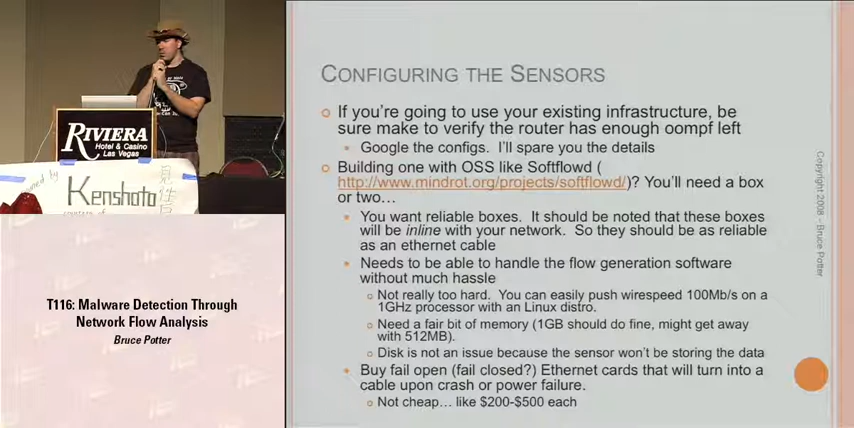 RIVIERA
Hotel & Casino
Las Vegas
owned by
Kenshoto
T116: Malware Detection Through
Network Flow Analysis
Bruce Potter
CONFIGURING THE SENSORS
If you're going to use your existing infrastructure, be
sure make to verify the router has enough oompf left
Google the configs. I'll spare you the details
Building one with OSS like Softflowd (
http://www.mindrot.org/projects/softflowd/)? You'll need a box
or two…
You want reliable boxes. It should be noted that these boxes
will be inline with your network. So they should be as reliable
as an ethernet cable
Needs to be able to handle the flow generation software
without much hassle
Not really too hard. You can easily push wirespeed 100Mb/s on a
1GHz processor with an Linux distro.
Need a fair bit of memory (1GB should do fine, might get away
with 512MB).
Disk is not an issue because the sensor won't be storing the data
Buy fail open (fail closed?) Ethernet cards that will turn into a
cable upon crash or power failure.
Not cheap… like $200-$500 each
Copyright 2008 - Bruce Potter